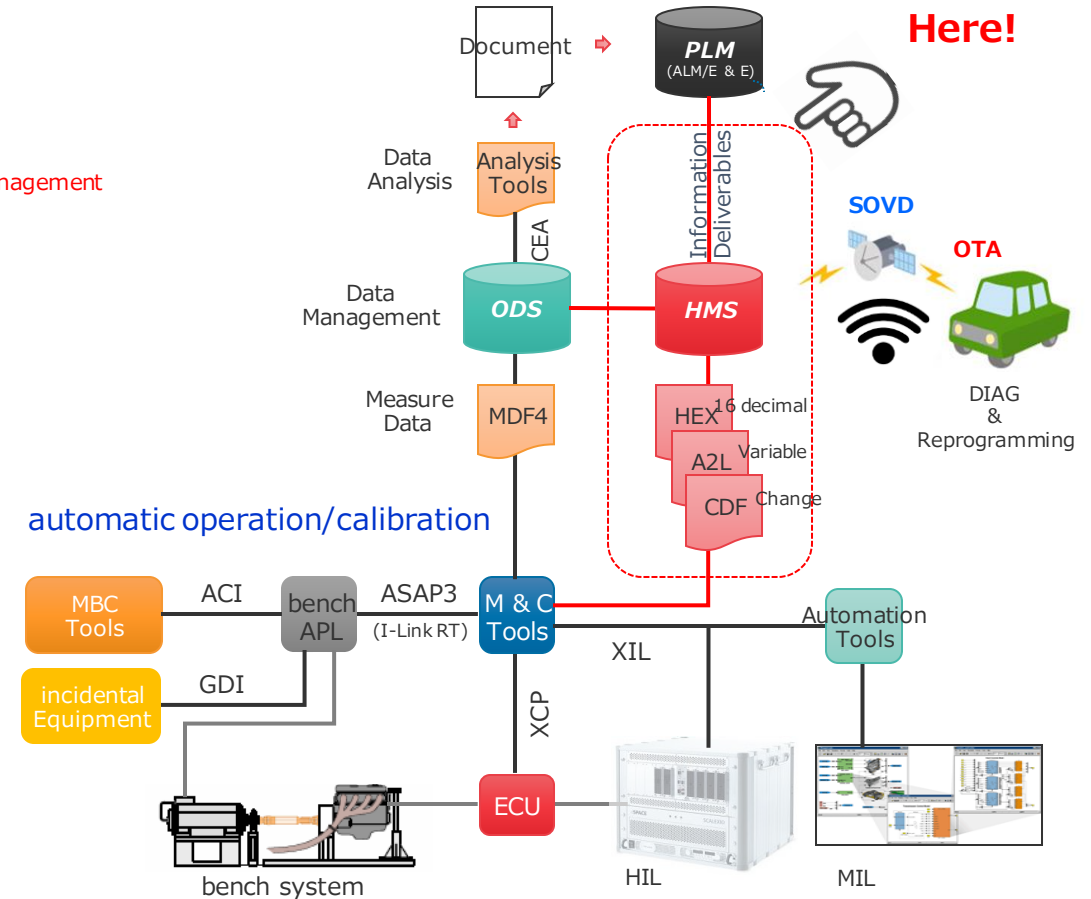 Here!
Document
PLM
(ALM/E & E)
Data
Analysis
Analysis
Tools
nagement
Information
Deliverables
CEA
SOVD
OTA
Data
Management
ODS
HMS
Measure
Data
MDF4
HEX
16 decimal
A2L
Variable
CDF
Change
DIAG
&
Reprogramming
automatic operation/calibration
MBC
Tools
ACI
bench
APL
ASAP3
(I-Link RT)
M & C
Tools
XIL
Automation
Tools
incidental
Equipment
GDI
XCP
ECU
bench system
HIL
MIL